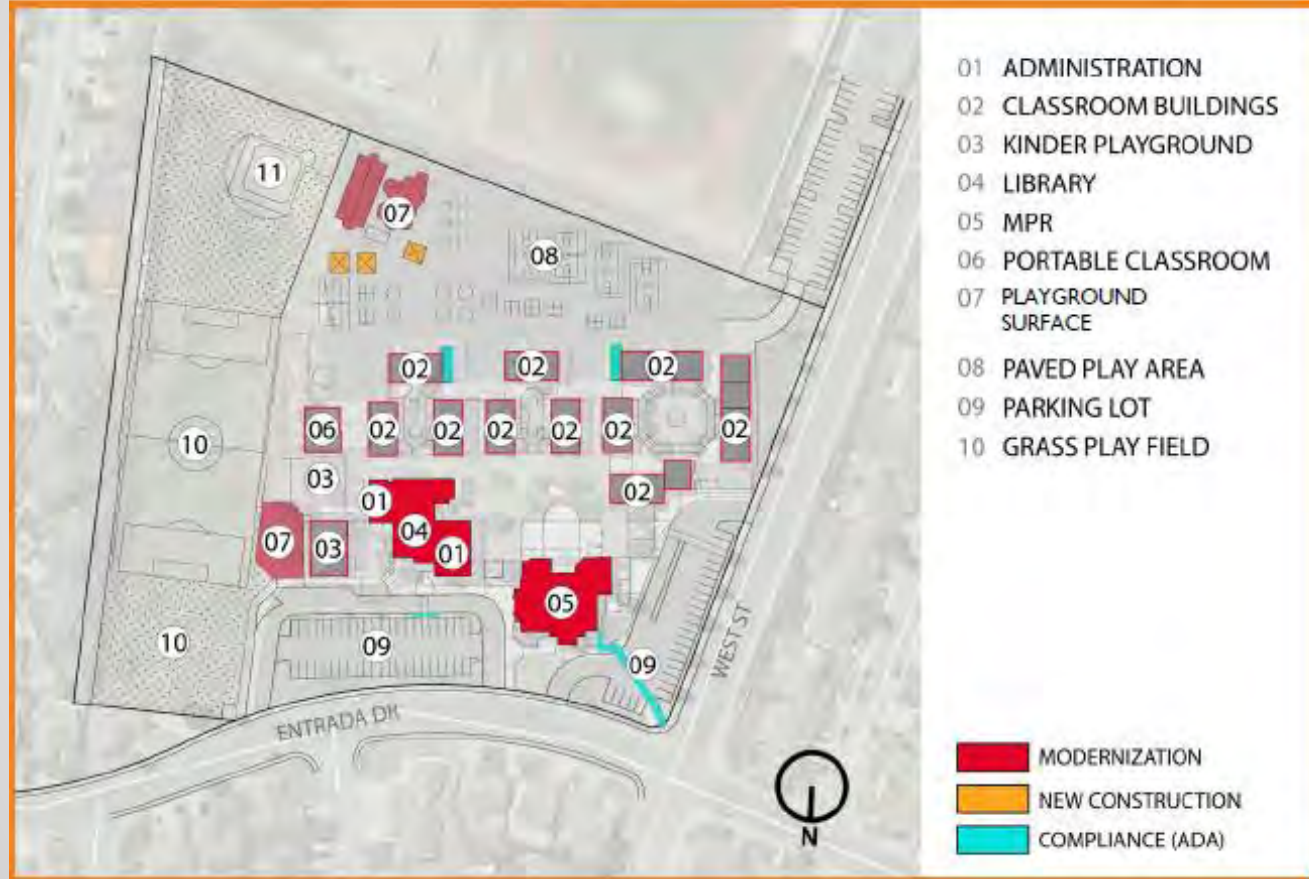 11
07
08
02
02
02
06
02
02
02
02
02
02
10
03
01
02
04
07
03
01
05
10
09
09
WEST ST
ENTRADA DR
N
01 ADMINISTRATION
02 CLASSROOM BUILDINGS
03 KINDER PLAYGROUND
04 LIBRARY
05 MPR
06 PORTABLE CLASSROOM
07 PLAYGROUND
SURFACE
08 PAVED PLAY AREA
09 PARKING LOT
10 GRASS PLAY FIELD
MODERNIZATION
NEW CONSTRUCTION
COMPLIANCE (ADA)